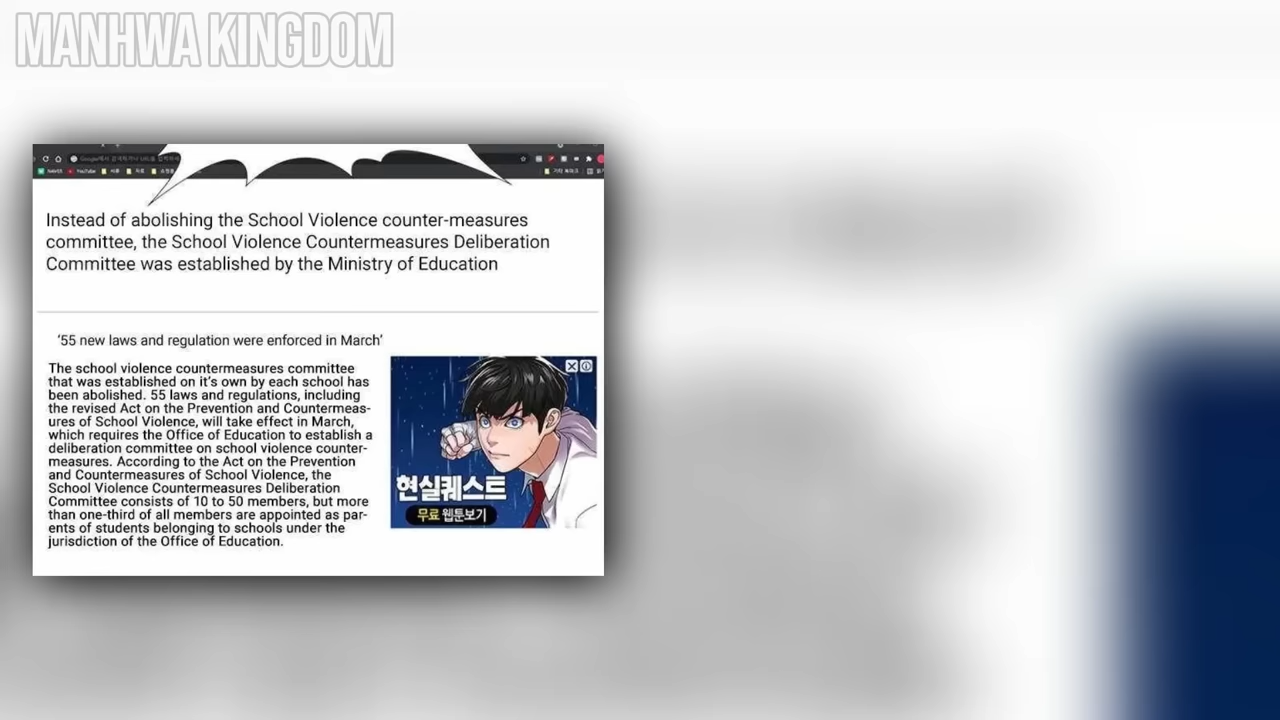 MANHWA KINGDOM
YouTube
Instead of abolishing the School Violence counter-measures
committee, the School Violence Countermeasures Deliberation
Committee was established by the Ministry of Education
‘55 new laws and regulation were enforced in March’
The school violence countermeasures committee
that was established on it’s own by each school has
been abolished. 55 laws and regulations, including
the revised Act on the Prevention and Countermeas-
ures of School Violence, will take effect in March,
which requires the Office of Education to establish a
deliberation committee on school violence counter-
measures. According to the Act on the Prevention
and Countermeasures of School Violence, the
School Violence Countermeasures Deliberation
Committee consists of 10 to 50 members, but more
than one-third of all members are appointed as par-
ents of students belonging to schools under the
jurisdiction of the Office of Education.
현실퀘스트
무료 웹툰보기